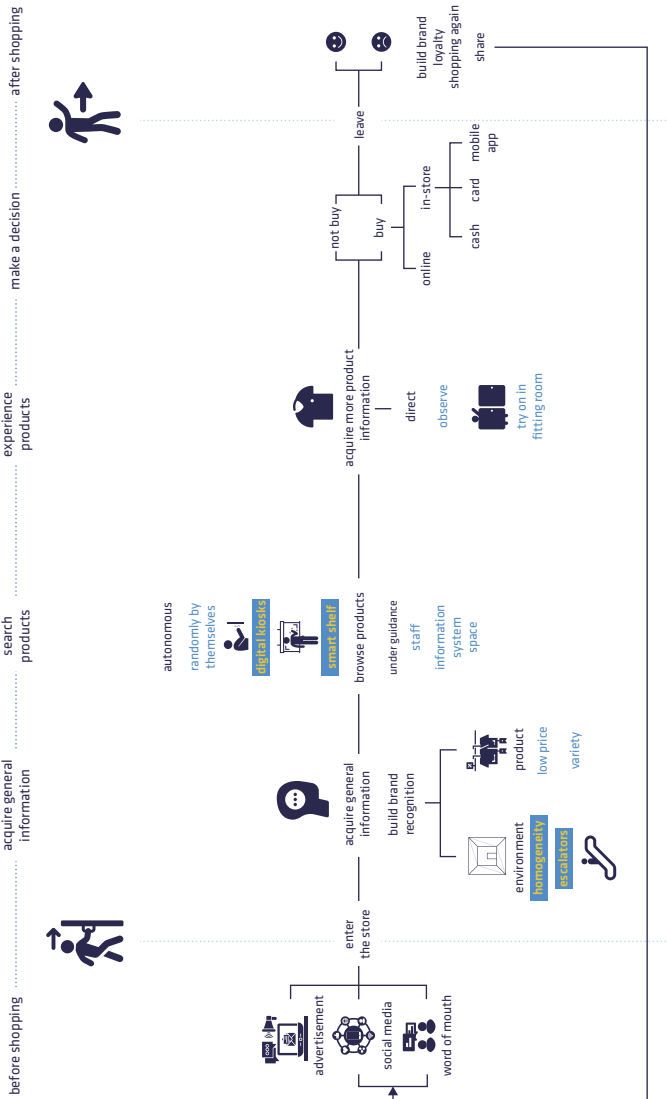 before shopping
acquire general
information
search
products
experience
products
make a decision
after shopping
advertisement
social media
word of mouth
enter
the store
acquire general
information
build brand
recognition
environment
homogeneity
escalators
product
low price
variety
autonomous
randomly by
themselves
digital kiosks
smart shelf
browse products
under guidance
staff
information
system
space
acquire more product
information
direct
observe
try on in
fitting room
not buy
buy
online
in-store
cash
card
mobile
app
leave
build brand
loyalty
shopping again
share